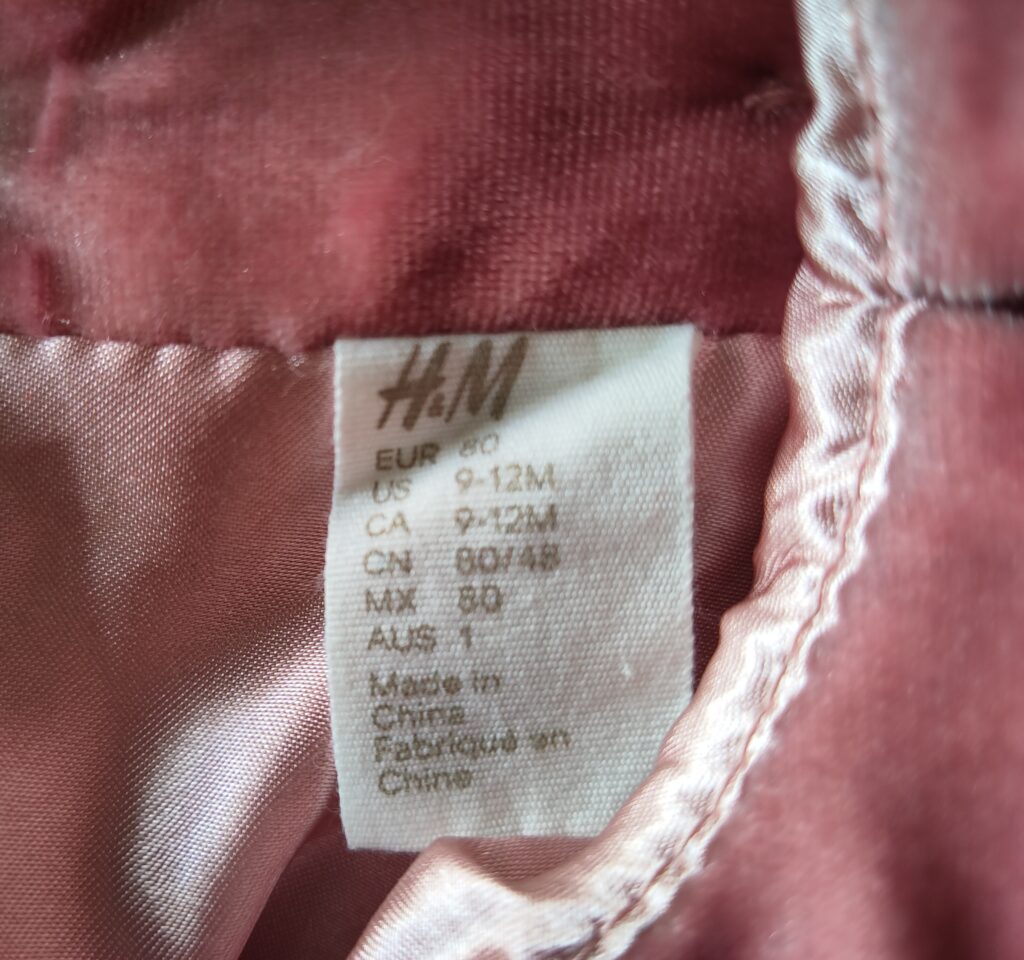 H&M
EUR 80
US 9-12M
CA 9-12M
CN 80/48
MX 80
AUS 1
Made in
China
Fabriqué en
Chine